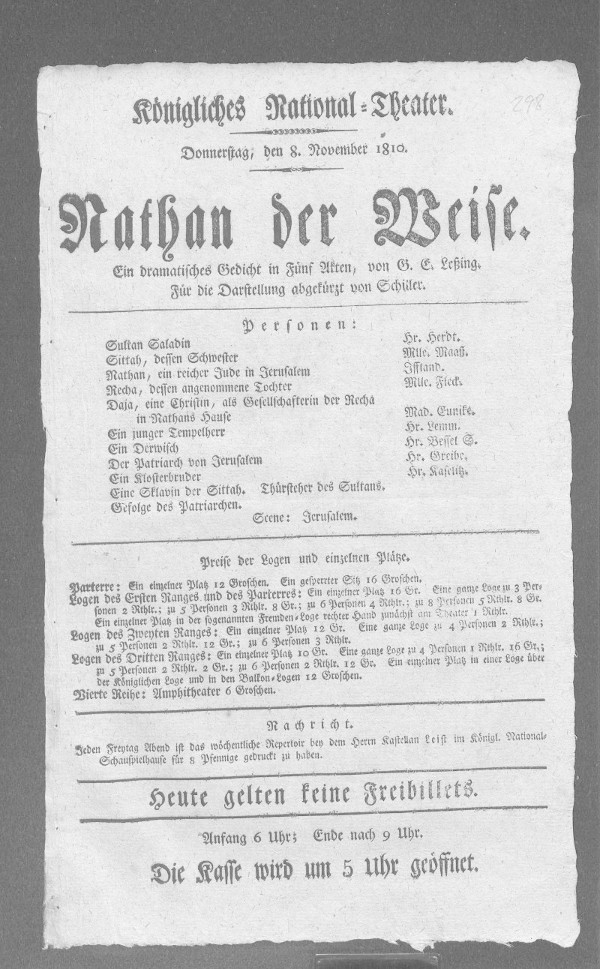 298
Königliches National-Theater.
Donnerstag, den 8. November 1810.
Nathan der Weise.
Ein dramatisches Gedicht in Fünf Akten, von G. E. Leßing.
Für die Darstellung abgekürzt von Schiller.
Personen:
Sultan Saladin Hr. Herdt.
Sittah, dessen Schwester Mlle. Maaß.
Nathan, ein reicher Jude in Jerusalem Iffland.
Recha, dessen angenommene Tochter Mlle. Fleck.
Daja, eine Christin, als Gesellschafterin der Recha
in Nathans Hause Mad. Eunike.
Ein junger Tempelherr Hr. Lemm.
Ein Derwisch Hr. Bessel S.
Der Patriarch von Jerusalem Hr. Greibe.
Ein Klosterbruder Hr. Kaselitz.
Eine Sklavin der Sittah. Thürsteher des Sultans.
Gefolge des Patriarchen.
Scene: Jerusalem.
Preise der Logen und einzelnen Plätze.
Parterre: Ein einzelner Platz 12 Groschen. Ein gesperrter Sitz 16 Groschen.
Logen des Ersten Ranges und des Parterres: Ein einzelner Platz 16 Gr. Eine ganze Loge zu 3 Per-
sonen 2 Rthlr.; zu 5 Personen 3 Rthlr. 8 Gr.; zu 6 Personen 4 Rthlr.; zu 8 Personen 5 Rthlr. 8 Gr.
Ein einzelner Platz in der sogenannten Fremden-Loge rechter Hand zunächst am Theater 1 Rthlr.
Logen des Zweyten Ranges: Ein einzelner Platz 12 Gr. Eine ganze Loge zu 4 Personen 2 Rthlr.;
zu 5 Personen 2 Rthlr. 12 Gr.; zu 6 Personen 3 Rthlr.
Logen des Dritten Ranges: Ein einzelner Platz 10 Gr. Eine ganze Loge zu 4 Personen 1 Rthlr. 16 Gr.;
zu 5 Personen 2 Rthlr. 2 Gr.; zu 6 Personen 2 Rthlr. 12 Gr. Ein einzelner Platz in einer Loge über
der Königlichen Loge und in den Balkon-Logen 12 Groschen.
Vierte Reihe: Amphitheater 6 Groschen.
Nachricht.
Jeden Freytag Abend ist das wöchentliche Repertoir bey dem Herrn Kastellan Leist im Königl. National-
Schauspielhause für 8 Pfennige gedruckt zu haben.
Heute gelten keine Freibillets.
Anfang 6 Uhr; Ende nach 9 Uhr.
Die Kasse wird um 5 Uhr geöffnet.